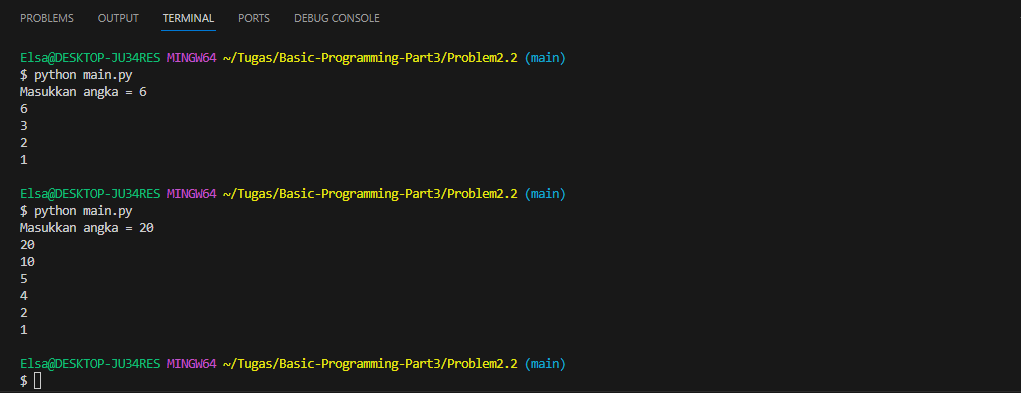 PROBLEMS OUTPUT TERMINAL PORTS DEBUG CONSOLE
Elsa@DESKTOP-JU34RES MINGW64 ~/Tugas/Basic-Programming-Part3/Problem2.2 (main)
$ python main.py
Masukkan angka = 6
6
3
2
1
Elsa@DESKTOP-JU34RES MINGW64 ~/Tugas/Basic-Programming-Part3/Problem2.2 (main)
$ python main.py
Masukkan angka = 20
20
10
5
4
2
1
Elsa@DESKTOP-JU34RES MINGW64 ~/Tugas/Basic-Programming-Part3/Problem2.2 (main)
$